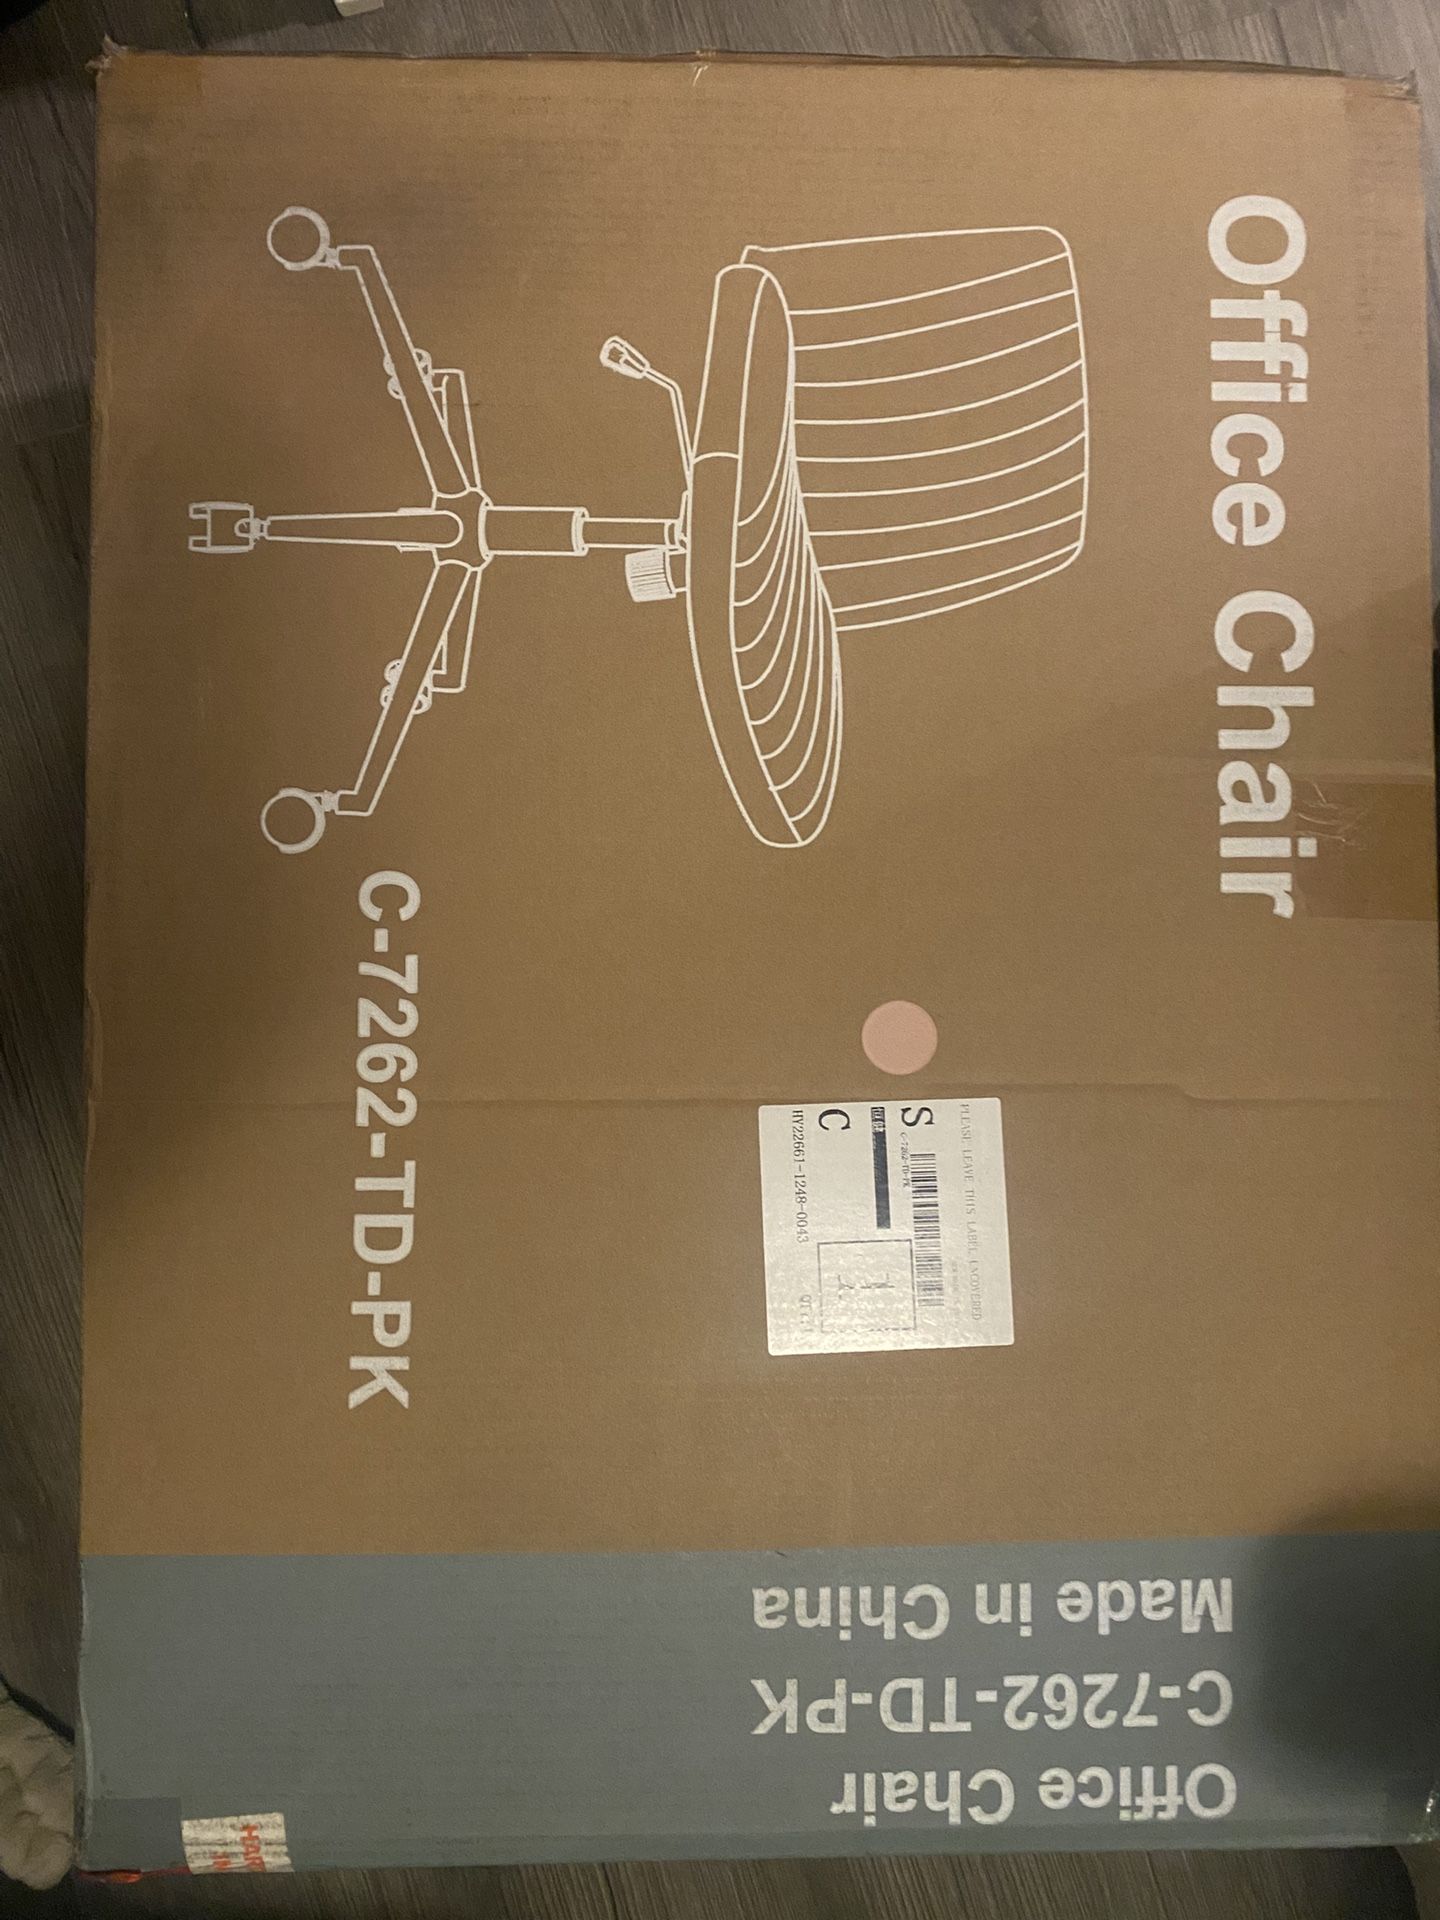 Office Chair
C-7262-TD-PK
PLEASE LEAVE THIS LABEL UNCOVERED
S
C-7262-TD-PK
C
HY22661-1248-0043
Office Chair
C-7262-TD-PK
Made in China